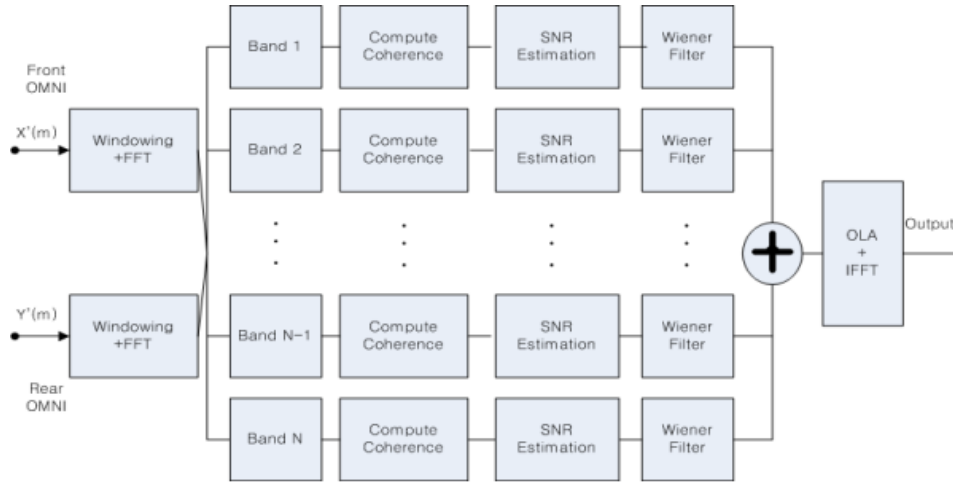 Front
OMNI
X'(m)
Windowing
+FFT
Y'(m)
Windowing
+FFT
Rear
OMNI
Band 1
Compute
Coherence
SNR
Estimation
Wiener
Filter
Band 2
Compute
Coherence
SNR
Estimation
Wiener
Filter
Band N-1
Compute
Coherence
SNR
Estimation
Wiener
Filter
Band N
Compute
Coherence
SNR
Estimation
Wiener
Filter
+
OLA
+
IFFT
Output